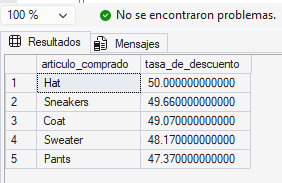 100 %
No se encontraron problemas.
Resultados Mensajes
articulo_comprado tasa_de_descuento
1 Hat 50.000000000000
2 Sneakers 49.660000000000
3 Coat 49.070000000000
4 Sweater 48.170000000000
5 Pants 47.370000000000